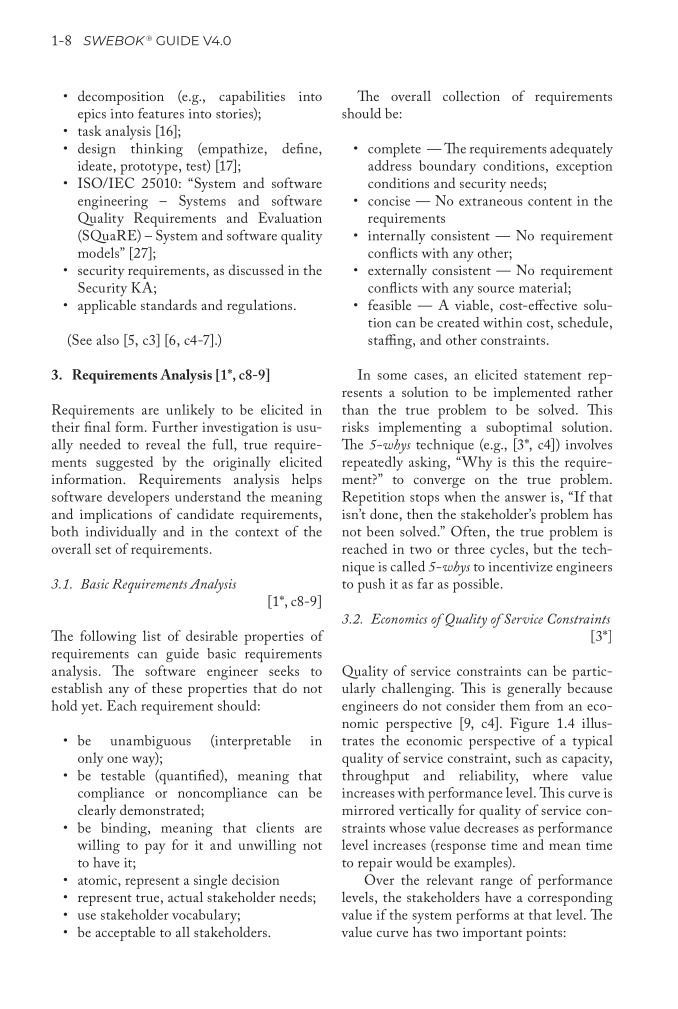 1-8 SWEBOK® GUIDE V4.0
• decomposition (e.g., capabilities into
epics into features into stories);
• task analysis [16];
• design thinking (empathize, define,
ideate, prototype, test) [17];
• ISO/IEC 25010: “System and software
engineering – Systems and software
Quality Requirements and Evaluation
(SQuaRE) – System and software quality
models” [27];
• security requirements, as discussed in the
Security KA;
• applicable standards and regulations.
(See also [5, c3] [6, c4-7].)
3. Requirements Analysis [1*, c8-9]
Requirements are unlikely to be elicited in
their final form. Further investigation is usu-
ally needed to reveal the full, true require-
ments suggested by the originally elicited
information. Requirements analysis helps
software developers understand the meaning
and implications of candidate requirements,
both individually and in the context of the
overall set of requirements.
3.1. Basic Requirements Analysis
[1*, c8-9]
The following list of desirable properties of
requirements can guide basic requirements
analysis. The software engineer seeks to
establish any of these properties that do not
hold yet. Each requirement should:
• be unambiguous (interpretable in
only one way);
• be testable (quantified), meaning that
compliance or noncompliance can be
clearly demonstrated;
• be binding, meaning that clients are
willing to pay for it and unwilling not
to have it;
• atomic, represent a single decision
• represent true, actual stakeholder needs;
• use stakeholder vocabulary;
• be acceptable to all stakeholders.
The overall collection of requirements
should be:
• complete — The requirements adequately
address boundary conditions, exception
conditions and security needs;
• concise — No extraneous content in the
requirements
• internally consistent — No requirement
conflicts with any other;
• externally consistent — No requirement
conflicts with any source material;
• feasible — A viable, cost-effective solu-
tion can be created within cost, schedule,
staffing, and other constraints.
In some cases, an elicited statement rep-
resents a solution to be implemented rather
than the true problem to be solved. This
risks implementing a suboptimal solution.
The 5-whys technique (e.g., [3*, c4]) involves
repeatedly asking, “Why is this the require-
ment?” to converge on the true problem.
Repetition stops when the answer is, “If that
isn’t done, then the stakeholder’s problem has
not been solved.” Often, the true problem is
reached in two or three cycles, but the tech-
nique is called 5-whys to incentivize engineers
to push it as far as possible.
3.2. Economics of Quality of Service Constraints
[3*]
Quality of service constraints can be partic-
ularly challenging. This is generally because
engineers do not consider them from an eco-
nomic perspective [9, c4]. Figure 1.4 illus-
trates the economic perspective of a typical
quality of service constraint, such as capacity,
throughput and reliability, where value
increases with performance level. This curve is
mirrored vertically for quality of service con-
straints whose value decreases as performance
level increases (response time and mean time
to repair would be examples).
Over the relevant range of performance
levels, the stakeholders have a corresponding
value if the system performs at that level. The
value curve has two important points: